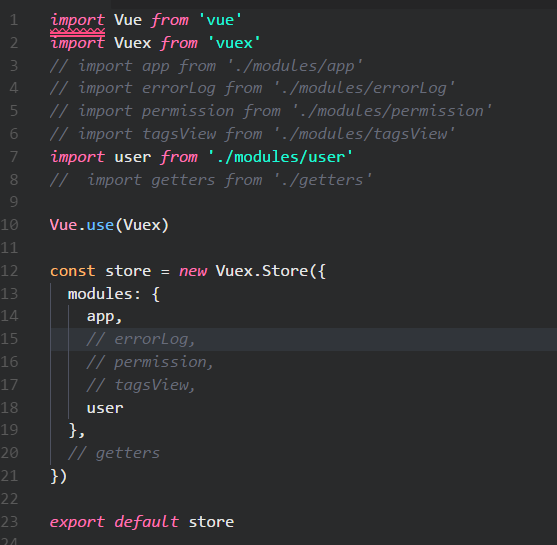 1 import Vue from 'vue'
2 import Vuex from 'vuex'
3 // import app from './modules/app'
4 // import errorLog from './modules/errorLog'
5 // import permission from './modules/permission'
6 // import tagsView from './modules/tagsView'
7 import user from './modules/user'
8 //  import getters from './getters'
9
10 Vue.use(Vuex)
11
12 const store = new Vuex.Store({
13   modules: {
14     app,
15     // errorLog,
16     // permission,
17     // tagsView,
18     user
19   },
20   // getters
21 })
22
23 export default store
24